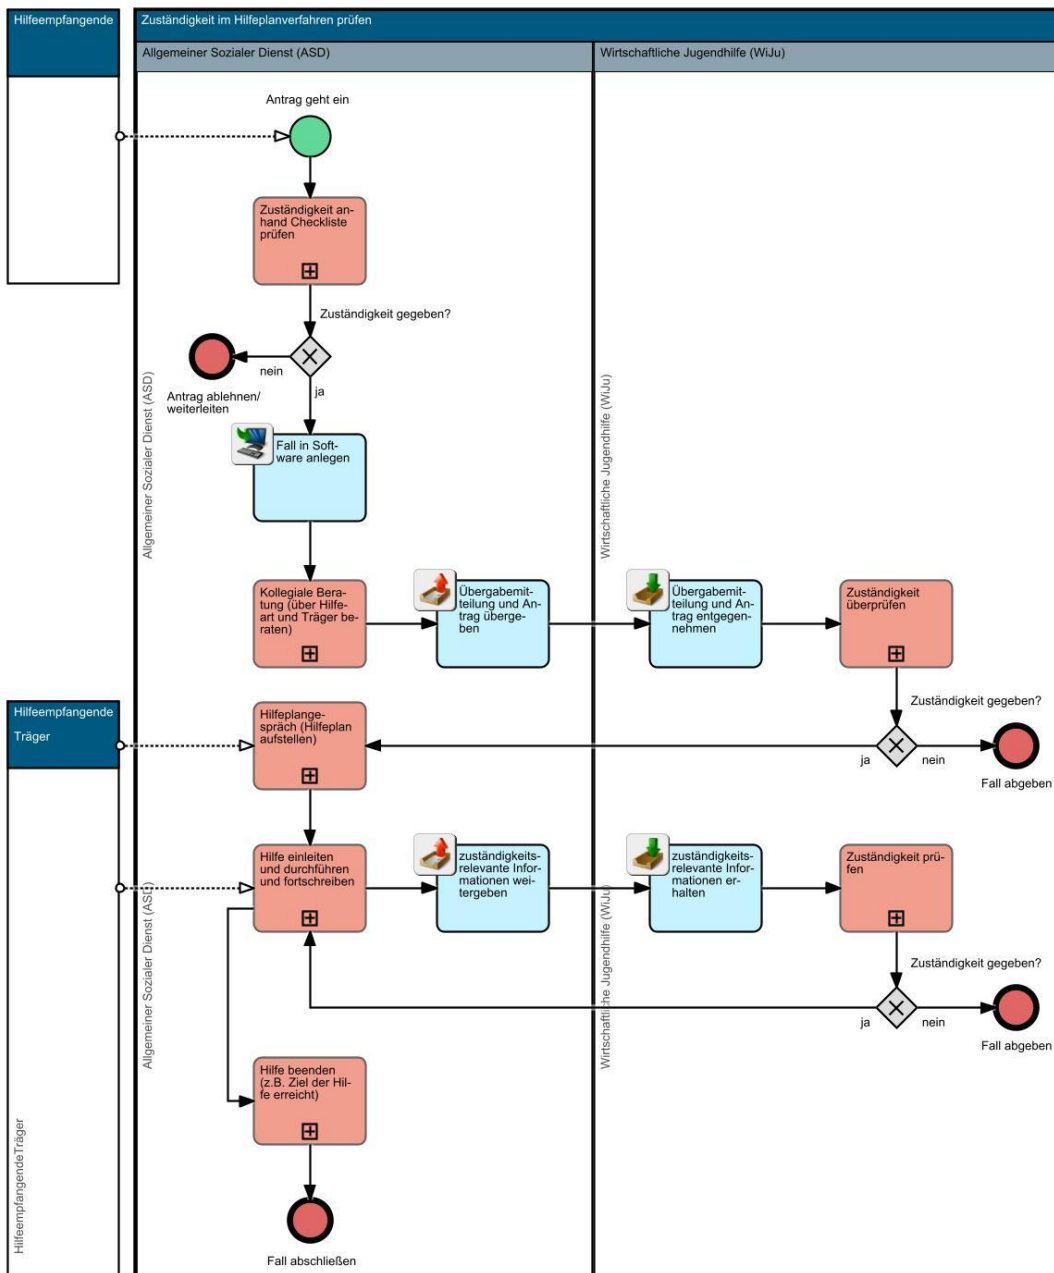 Hilfeempfangende
Zuständigkeit im Hilfeplanverfahren prüfen
Allgemeiner Sozialer Dienst (ASD)
Wirtschaftliche Jugendhilfe (WiJu)
Antrag geht ein
Zuständigkeit an-
hand Checkliste
prüfen
Zuständigkeit gegeben?
nein
ja
Antrag ablehnen/
weiterleiten
Allgemeiner Sozialer Dienst (ASD)
Wirtschaftliche Jugendhilfe (WiJu)
Fall in Soft-
ware anlegen
Kollegiale Bera-
tung (über Hilfe-
art und Träger be-
raten)
Übergabemit-
teilung und An-
trag überge-
ben
Übergabemit-
teilung und An-
trag entgegen-
nehmen
Zuständigkeit
überprüfen
Zuständigkeit gegeben?
ja
nein
Fall abgeben
Hilfeempfangende
Träger
Hilfeplange-
spräch (Hilfeplan
aufstellen)
Hilfe einleiten
und durchführen
und fortschreiben
zuständigkeits-
relevante Infor-
mationen wei-
tergeben
zuständigkeits-
relevante Infor-
mationen er-
halten
Zuständigkeit prü-
fen
Zuständigkeit gegeben?
ja
nein
Fall abgeben
Allgemeiner Sozialer Dienst (ASD)
Wirtschaftliche Jugendhilfe (WiJu)
Hilfe beenden
(z.B. Ziel der Hil-
fe erreicht)
HilfeempfangendeTräger
Fall abschließen